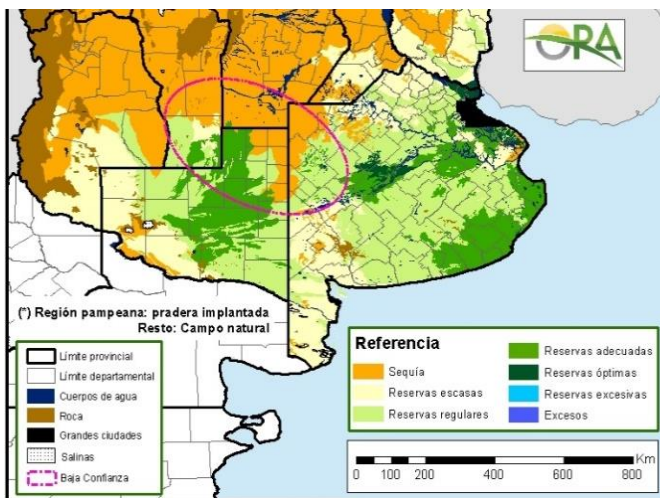 ORA
(*) Región pampeana: pradera implantada
Resto: Campo natural
Límite provincial
Límite departamental
Cuerpos de agua
Roca
Grandes ciudades
Salinas
Baja Confianza
Referencia
Sequía
Reservas escasas
Reservas regulares
Reservas adecuadas
Reservas óptimas
Reservas excesivas
Excesos
Km
0 100 200 400 600 800